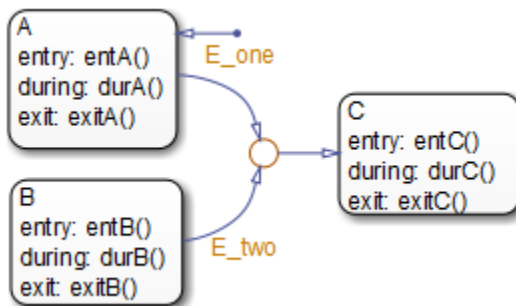 A
entry: entA()
during: durA()
exit: exitA()
E_one
C
entry: entC()
during: durC()
exit: exitC()
B
entry: entB()
during: durB()
exit: exitB()
E_two